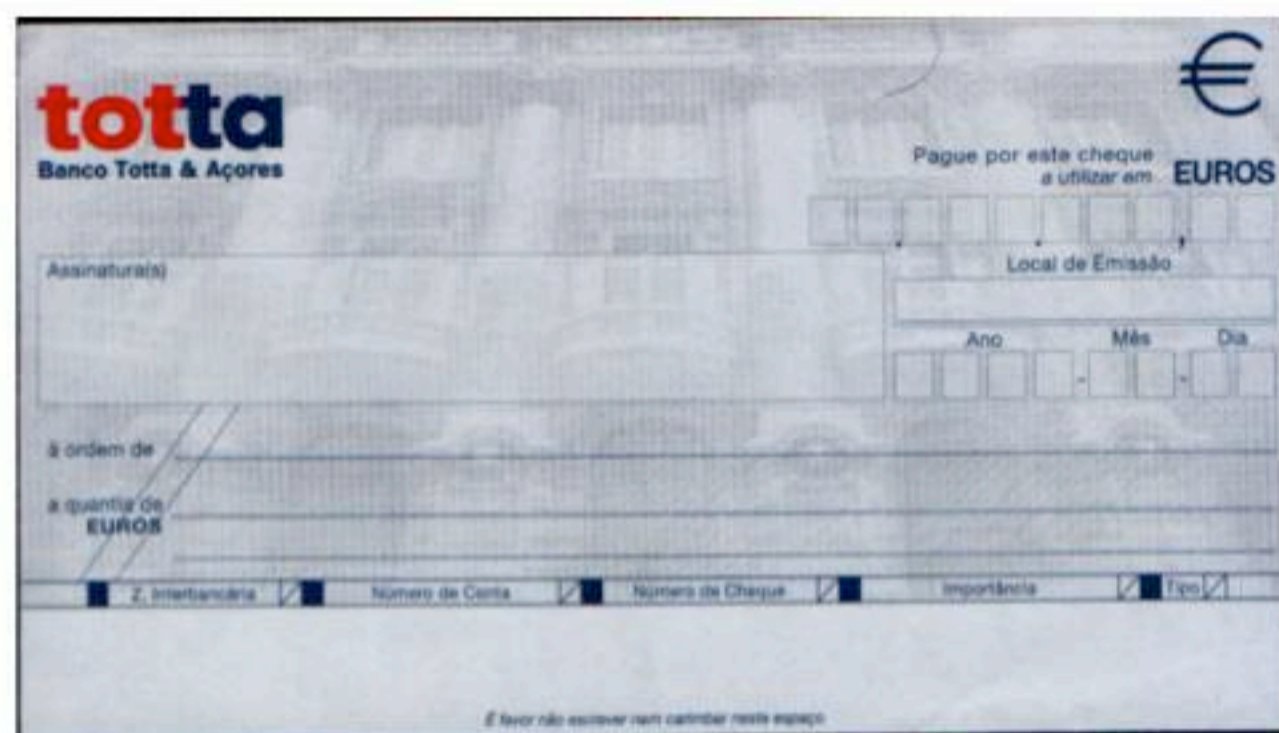 €
totta
Banco Totta & Açores
Pague por este cheque
a utilizar em EUROS
Assinatura(s)
Local de Emissão
Ano Mês Dia
à ordem de
a quantia de
EUROS
Z. Interbancária Número de Conta Número de Cheque Importância Tipo
É favor não escrever nem carimbar neste espaço